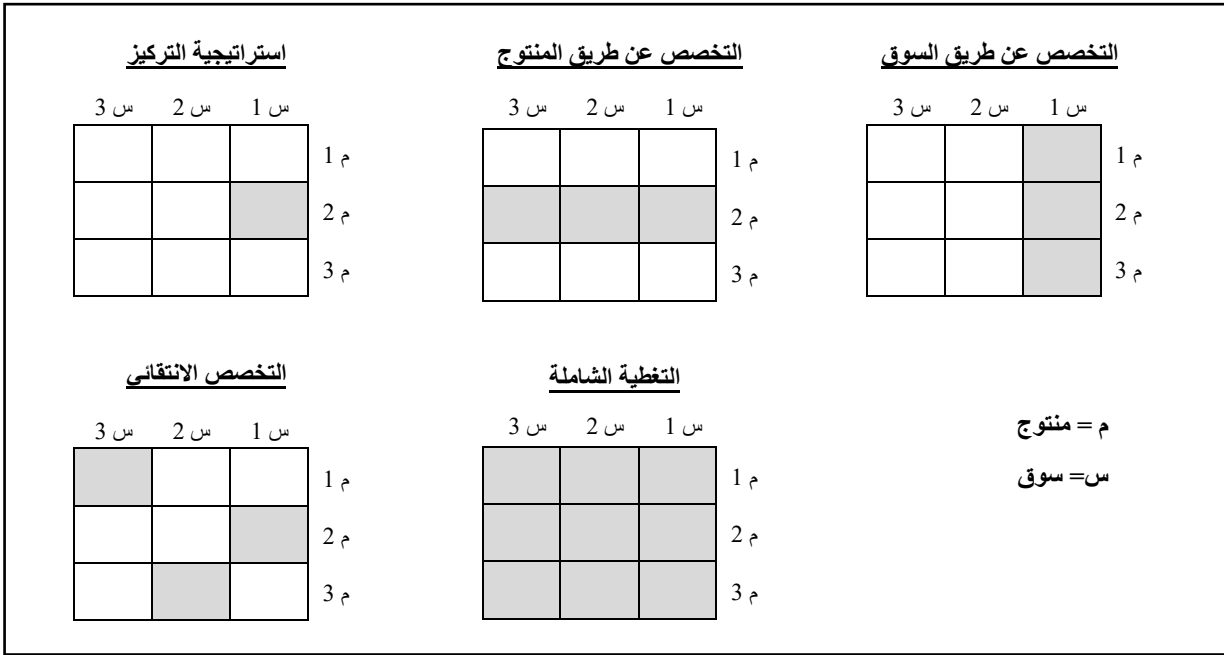 التخصص عن طريق السوق
التخصص عن طريق المنتوج
استراتيجية التركيز
س 1 س 2 س 3
س 1 س 2 س 3
س 1 س 2 س 3
م 1
م 1
م 1
م 2
م 2
م 2
م 3
م 3
م 3
التغطية الشاملة
التخصص الانتقائي
م = منتوج
س 1 س 2 س 3
س 1 س 2 س 3
س= سوق
م 1
م 1
م 2
م 2
م 3
م 3